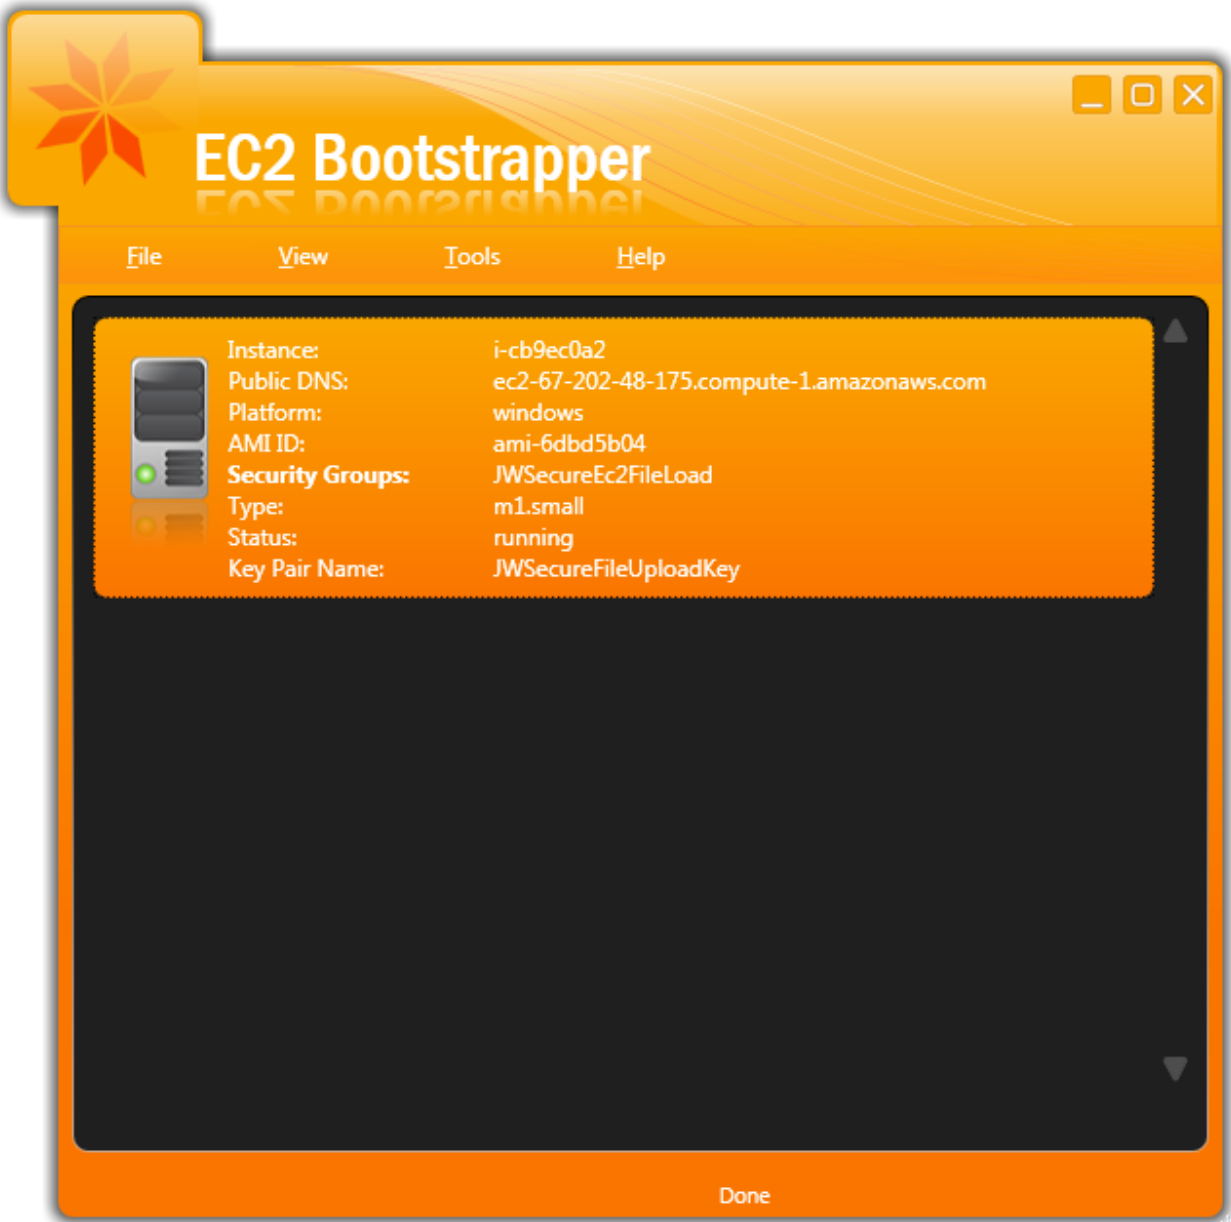 EC2 Bootstrapper
File View Tools Help
Instance: i-cb9ec0a2
Public DNS: ec2-67-202-48-175.compute-1.amazonaws.com
Platform: windows
AMI ID: ami-6dbd5b04
Security Groups: JWSecureEc2FileLoad
Type: m1.small
Status: running
Key Pair Name: JWSecureFileUploadKey
Done